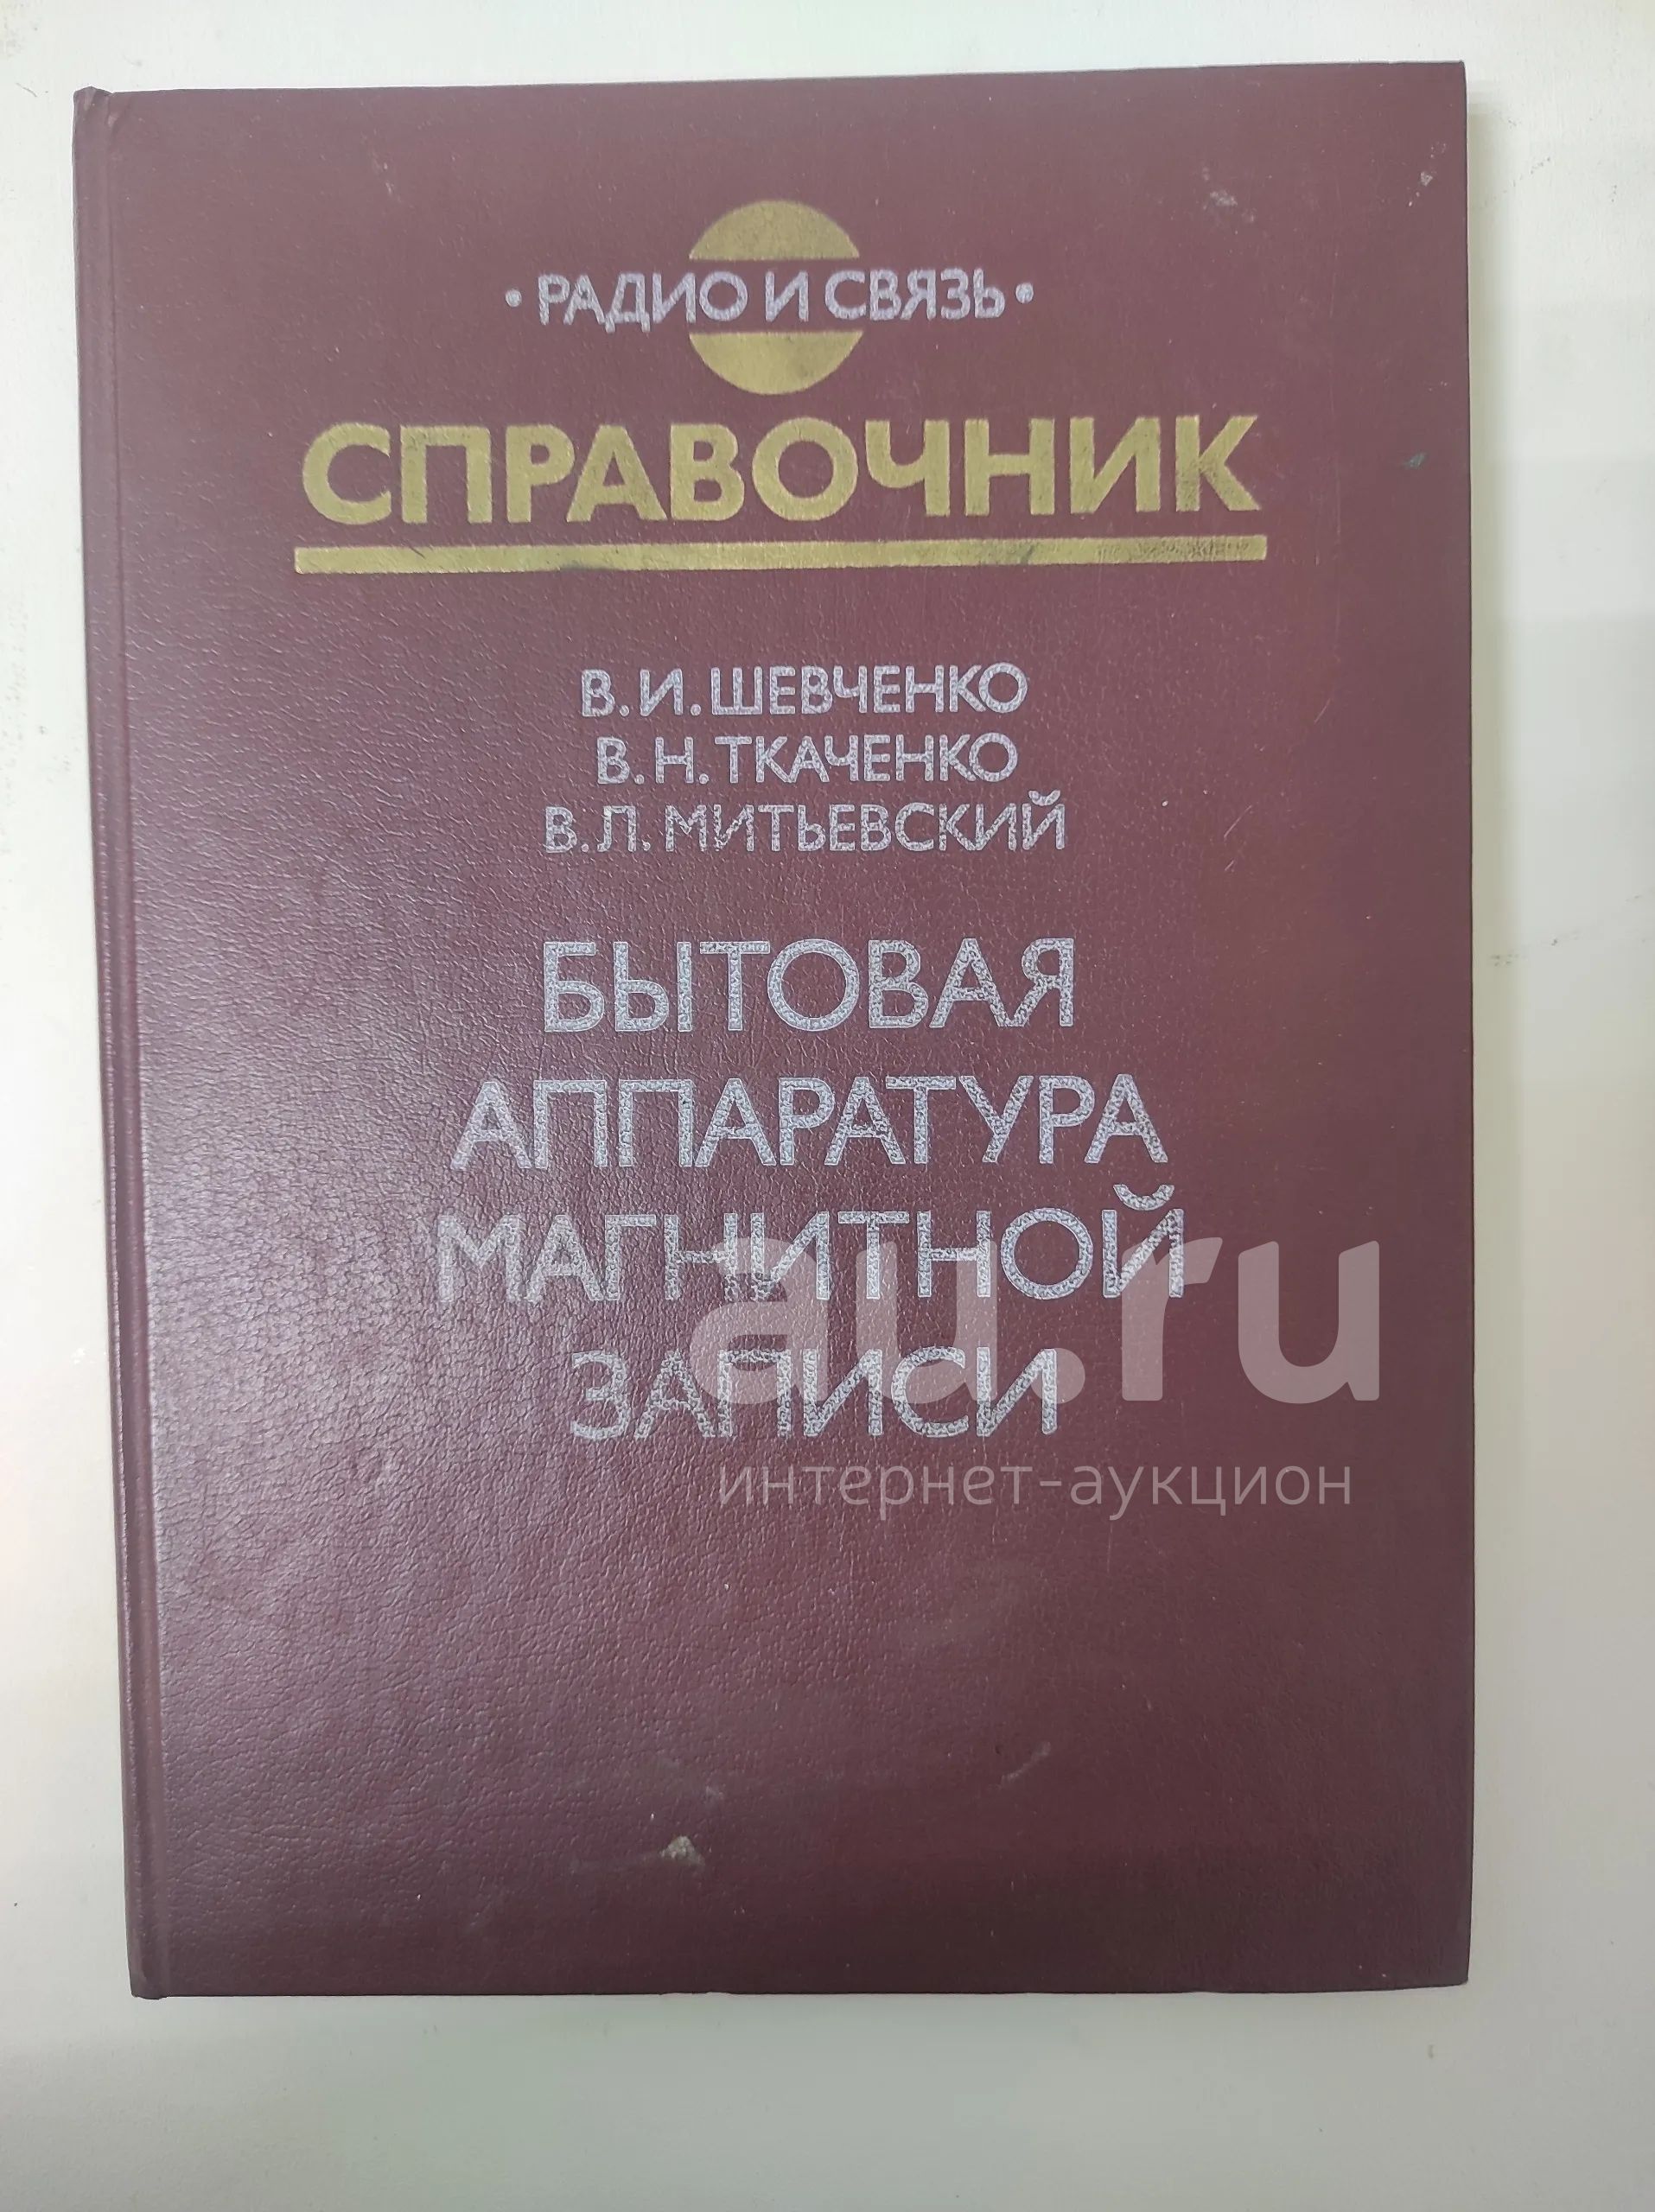 • РАДИО И СВЯЗЬ •
СПРАВОЧНИК
В. И. ШЕВЧЕНКО
В. Н. ТКАЧЕНКО
В. Л. МИТЬЕВСКИЙ
БЫТОВАЯ
АППАРАТУРА
МАГНИТНОЙ
ЗАПИСИ
au.ru
интернет-аукцион